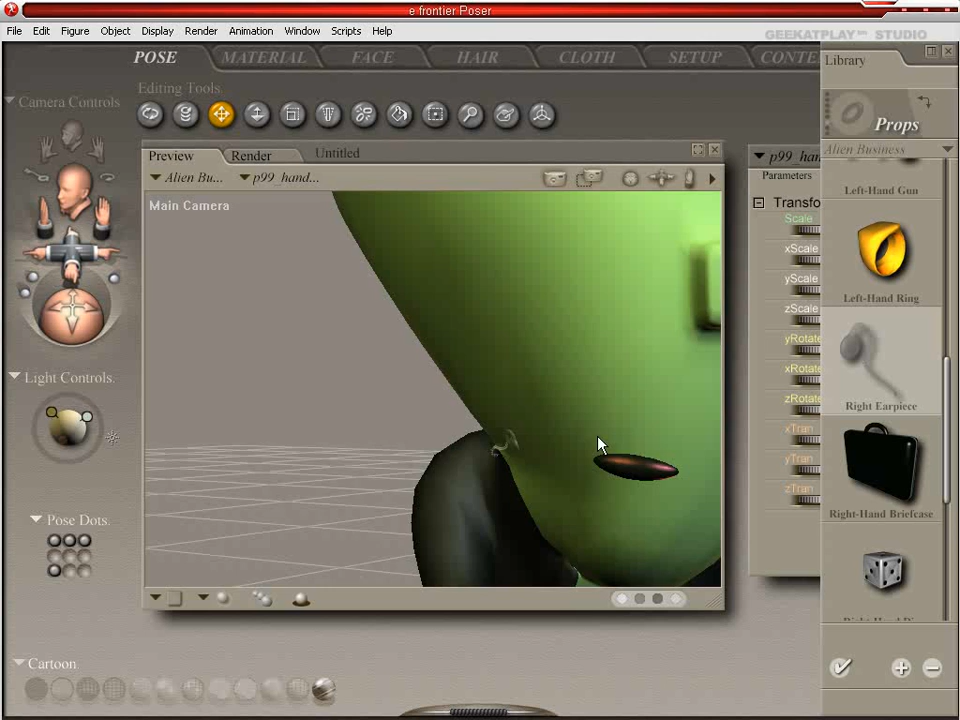 e frontier Poser
File Edit Figure Object Display Render Animation Window Scripts Help
GEEKATPLAY STUDIO
POSE MATERIAL FACE HAIR CLOTH SETUP CONTE
Library
Camera Controls
Editing Tools.
Props
Preview Render Untitled
Alien Business
p99_han
Alien Bu... p99_hand...
Parameters
Left-Hand Gun
Main Camera
Transfo
Scale
xScale
yScale
Left-Hand Ring
zScale
yRotate
xRotate
Light Controls.
zRotate
Right Earpiece
xTran
yTran
zTran
Right-Hand Briefcase
Pose Dots.
Cartoon.